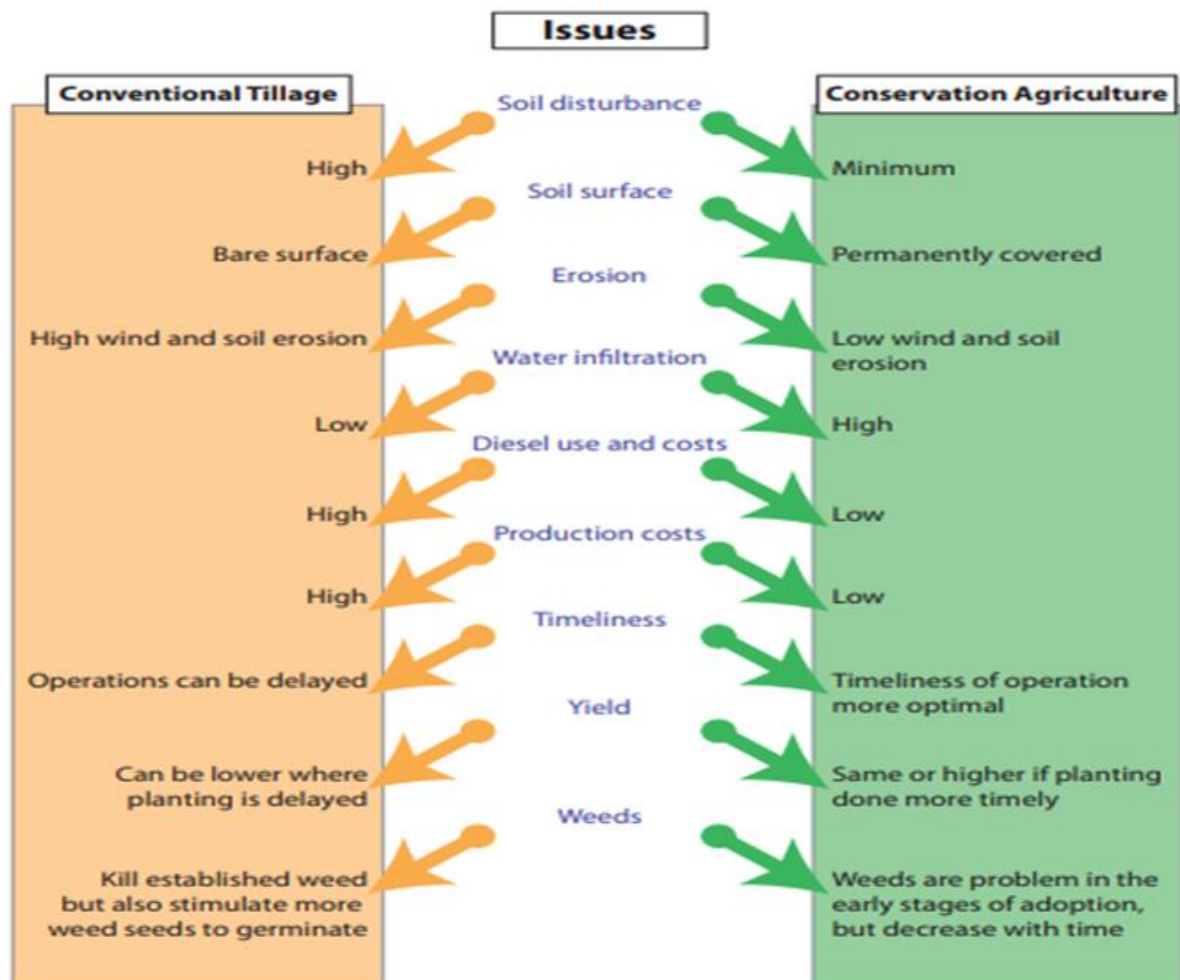 Issues
Conventional Tillage
Conservation Agriculture
Soil disturbance
High
Minimum
Soil surface
Bare surface
Permanently covered
Erosion
High wind and soil erosion
Low wind and soil
erosion
Water infiltration
Low
High
Diesel use and costs
High
Low
Production costs
High
Low
Timeliness
Operations can be delayed
Timeliness of operation
more optimal
Yield
Can be lower where
planting is delayed
Same or higher if planting
done more timely
Weeds
Kill established weed
but also stimulate more
weed seeds to germinate
Weeds are problem in the
early stages of adoption,
but decrease with time